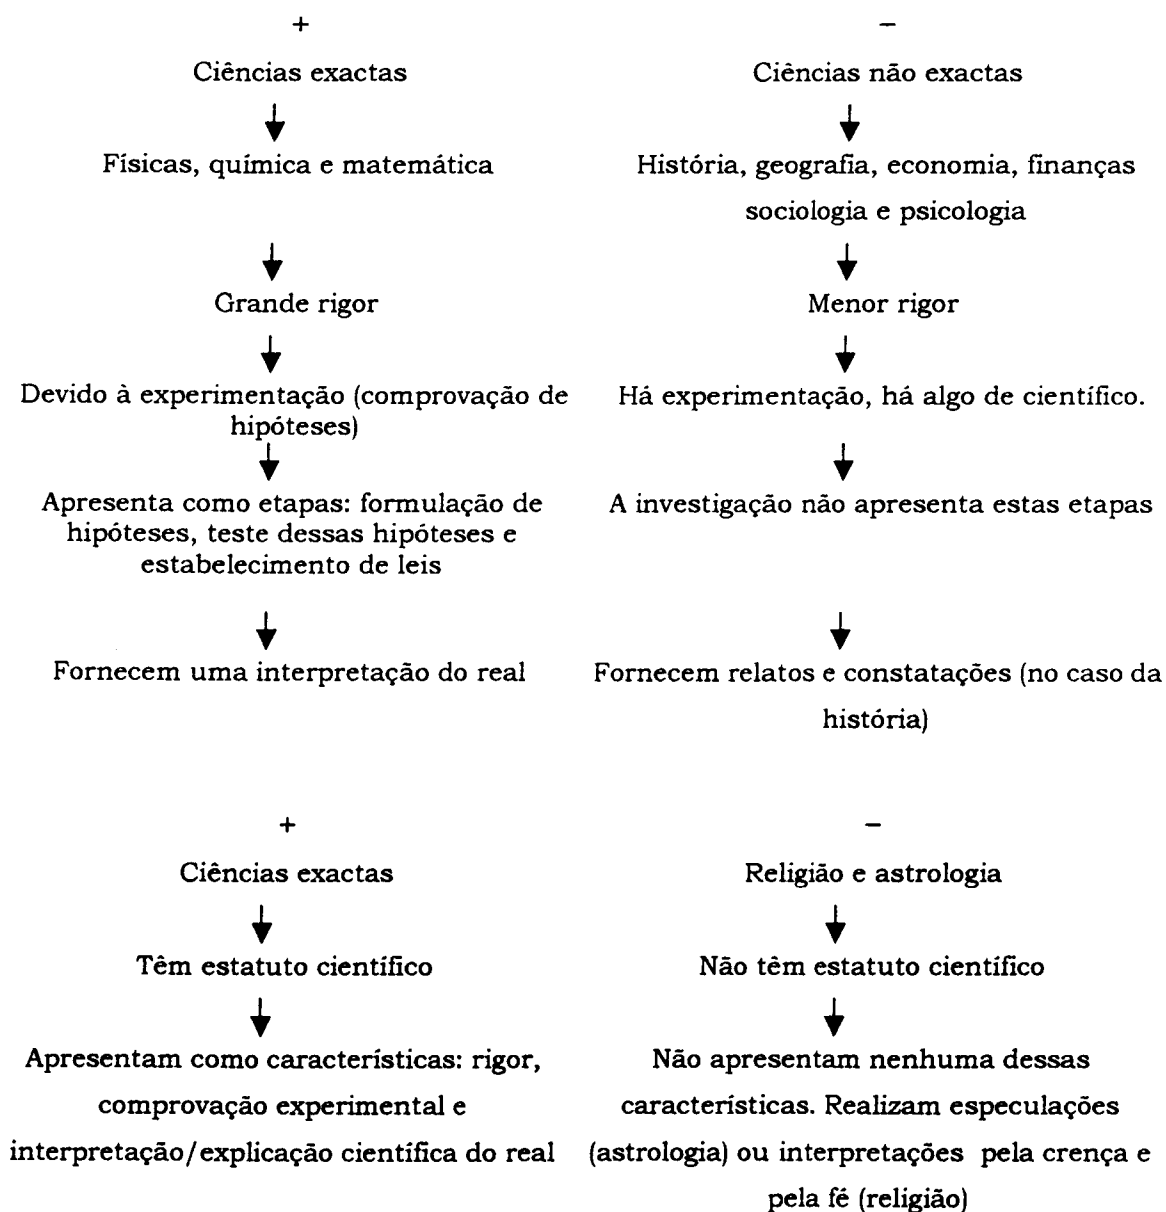 +
Ciências exactas
Físicas, química e matemática
Grande rigor
Devido à experimentação (comprovação de
hipóteses)
Apresenta como etapas: formulação de
hipóteses, teste dessas hipóteses e
estabelecimento de leis
Fornecem uma interpretação do real
–
Ciências não exactas
História, geografia, economia, finanças
sociologia e psicologia
Menor rigor
Há experimentação, há algo de científico.
A investigação não apresenta estas etapas
Fornecem relatos e constatações (no caso da
história)
+
Ciências exactas
Têm estatuto científico
Apresentam como características: rigor,
comprovação experimental e
interpretação/explicação científica do real
–
Religião e astrologia
Não têm estatuto científico
Não apresentam nenhuma dessas
características. Realizam especulações
(astrologia) ou interpretações pela crença e
pela fé (religião)